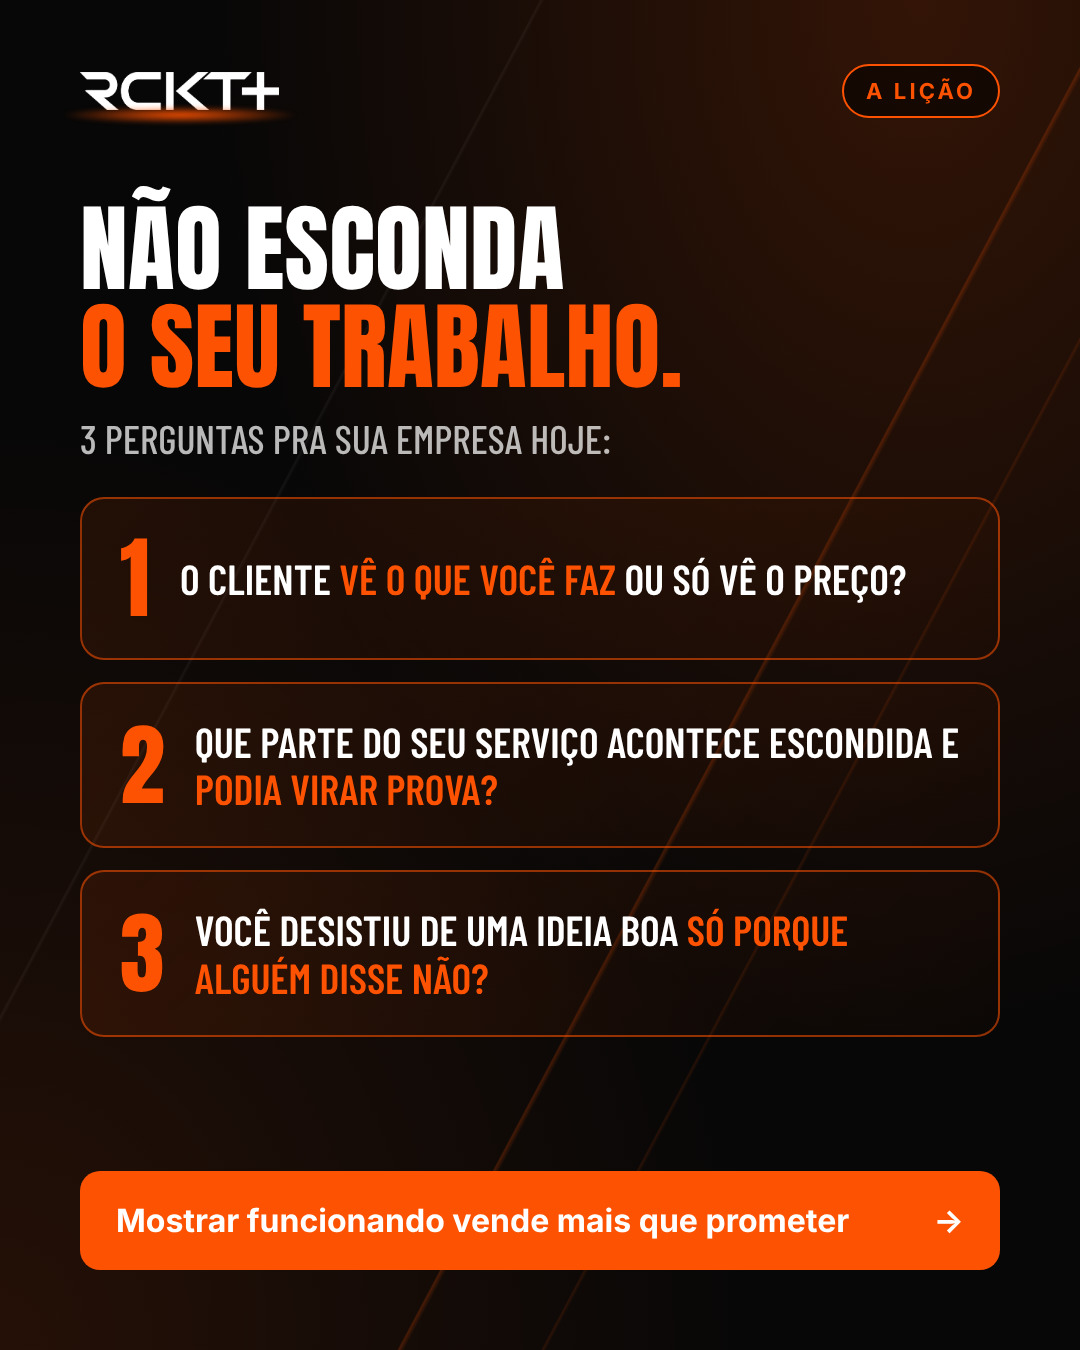 RCKT+
A LIÇÃO
NÃO ESCONDA
O SEU TRABALHO.
3 PERGUNTAS PRA SUA EMPRESA HOJE:
1
O CLIENTE VÊ O QUE VOCÊ FAZ OU SÓ VÊ O PREÇO?
2
QUE PARTE DO SEU SERVIÇO ACONTECE ESCONDIDA E
PODIA VIRAR PROVA?
3
VOCÊ DESISTIU DE UMA IDEIA BOA SÓ PORQUE
ALGUÉM DISSE NÃO?
Mostrar funcionando vende mais que prometer →